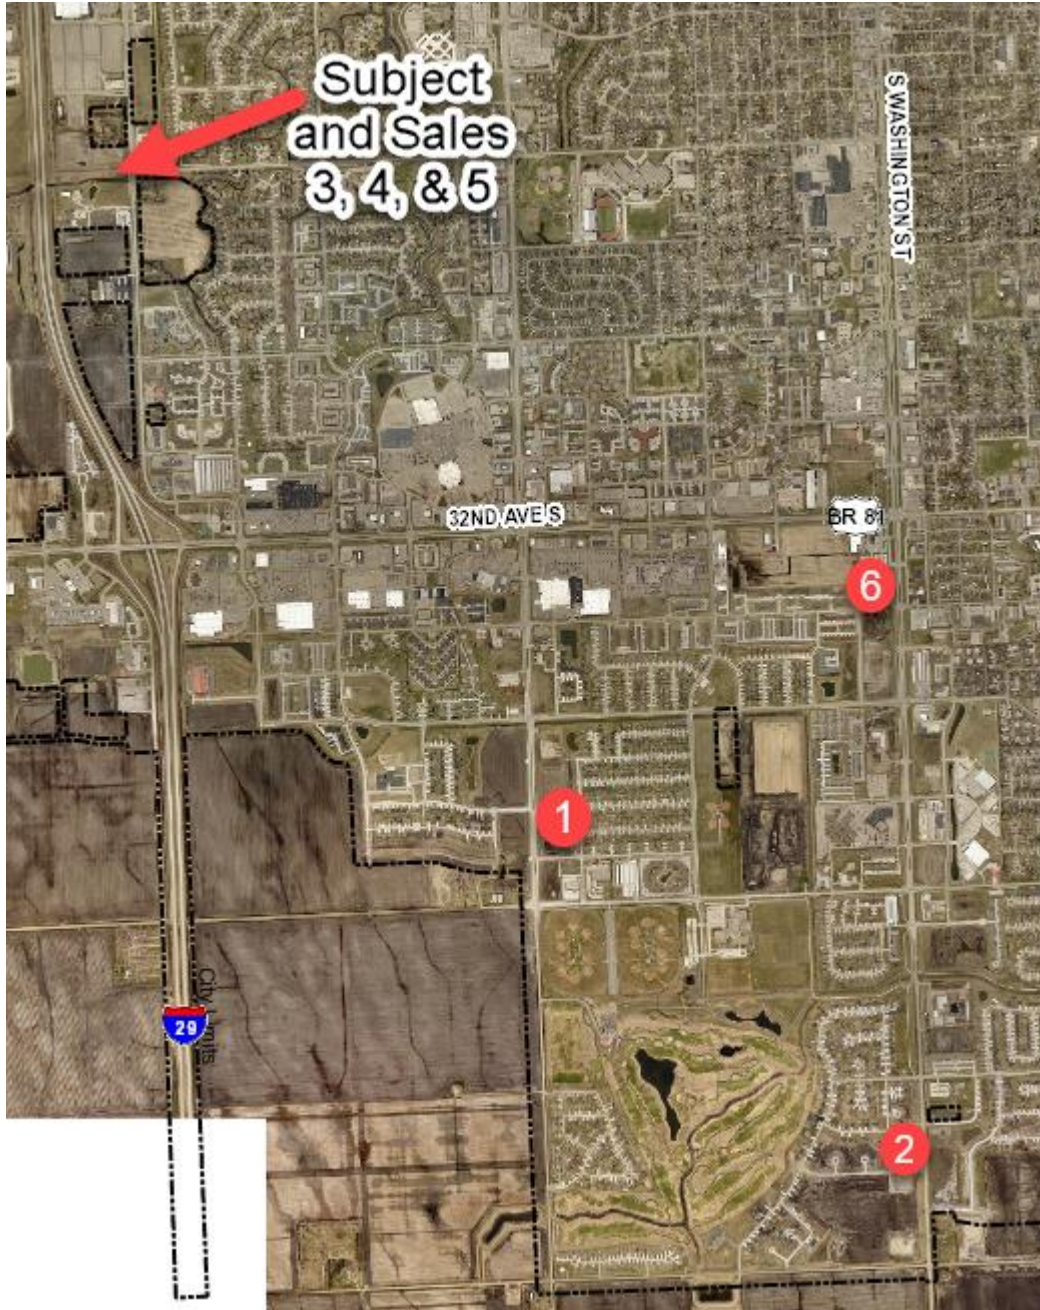 Subject
and Sales
3, 4, & 5
S WASHINGTON ST
32ND AVE S
BR 81
6
1
City Limits
29
2